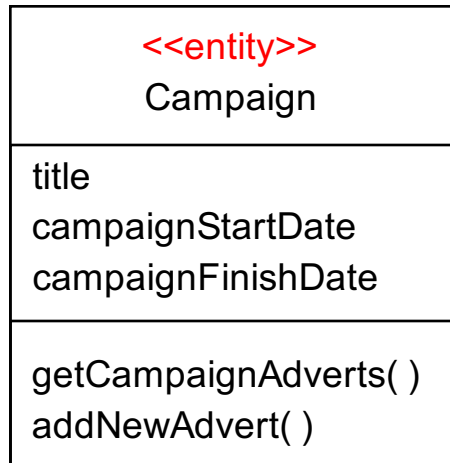 <<entity>>
Campaign
title
campaignStartDate
campaignFinishDate
getCampaignAdverts( )
addNewAdvert( )